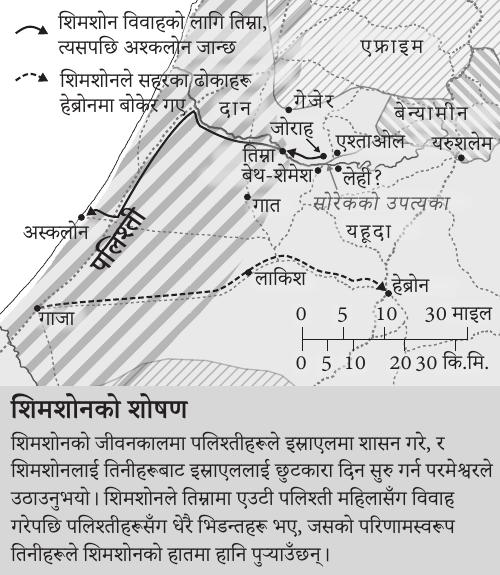 शिमशोन विवाहको लागि तिम्ना,
त्यसपछि अश्कलोन जान्छ
शिमशोनले सहरका ढोकाहरू
हेब्रोनमा बोकेर गए
एफ्राइम
दान
गेजेर
बेन्यामीन
जोराह
एश्ताओल
यरुशलेम
तिम्ना
बेथ-शेमेश
लेही?
गात
सोरेकको उपत्यका
अस्कलोन
पलिश्ती
यहूदा
लाकिश
हेब्रोन
गाजा
0 5 10 30 माइल
0 5 10 20 30 कि.मि.
शिमशोनको शोषण
शिमशोनको जीवनकालमा पलिश्तीहरूले इस्राएलमा शासन गरे, र
शिमशोनलाई तिनीहरूबाट इस्राएललाई छुटकारा दिन सुरु गर्न परमेश्वरले
उठाउनुभयो। शिमशोनले तिम्नामा एउटी पलिश्ती महिलासँग विवाह
गरेपछि पलिश्तीहरूसँग धेरै भिडन्तहरू भए, जसको परिणामस्वरूप
तिनीहरूले शिमशोनको हातमा हानि पुऱ्याउँछन्।